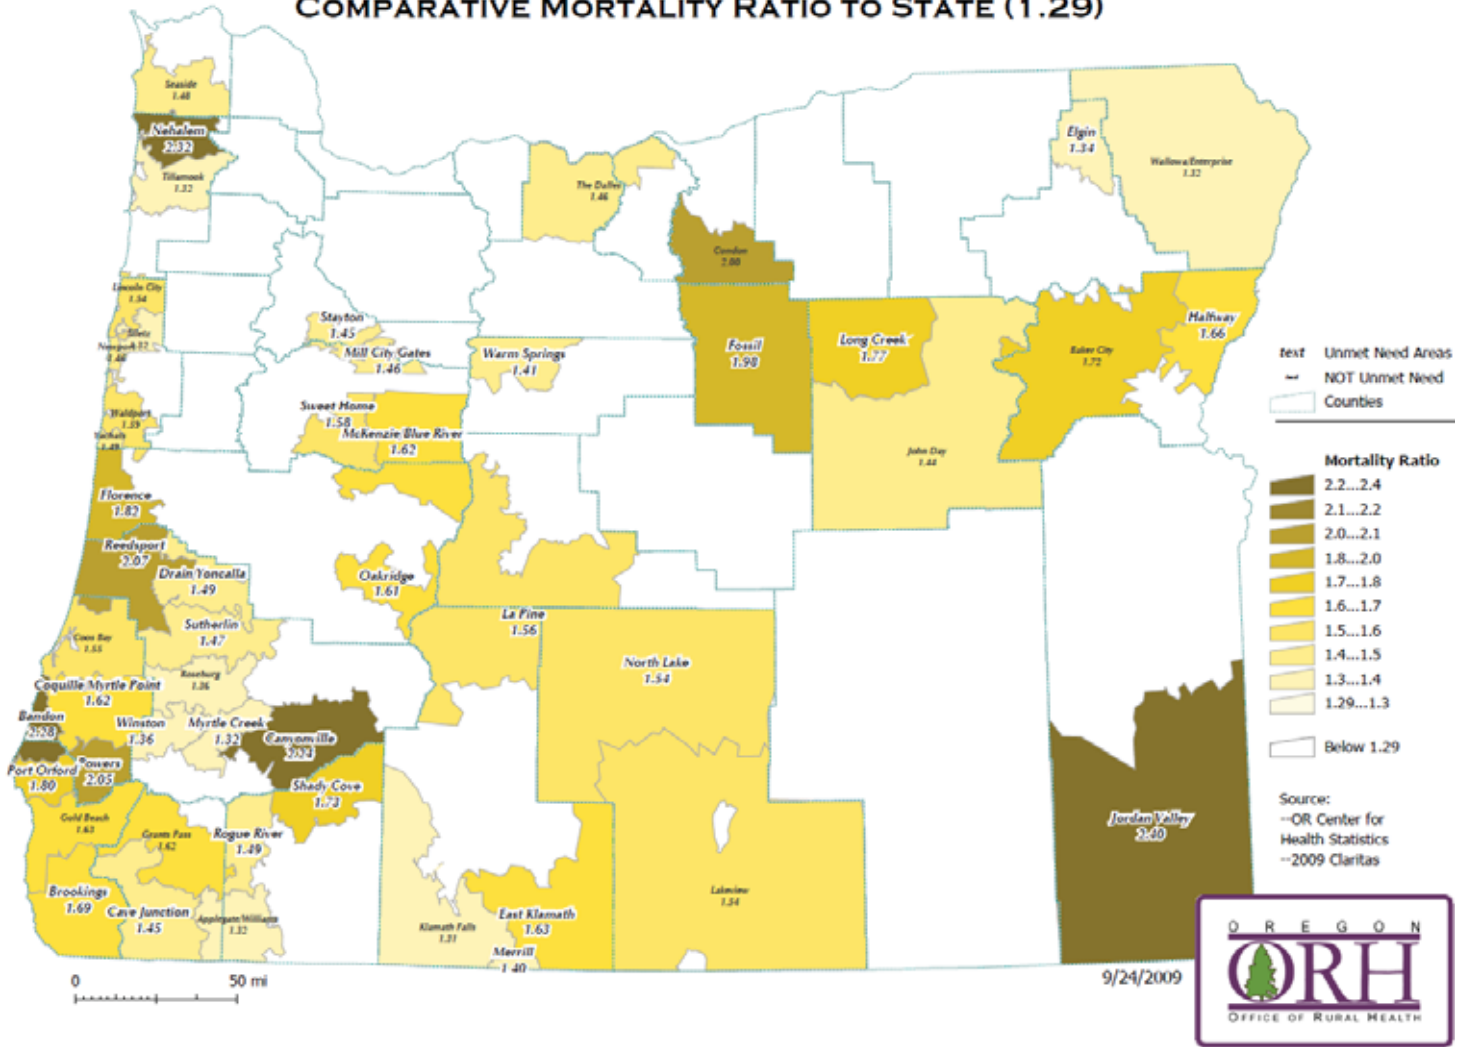 COMPARATIVE MORTALITY RATIO TO STATE (1.29)
Seaside
1.48
Nehalem
2.32
Tillamook
1.32
The Dalles
1.46
Elgin
1.34
Wallowa/Enterprise
1.32
Condon
2.00
Lincoln City
1.54
Siletz
Newport
1.46
Stayton
1.45
Mill City Gates
1.46
Warm Springs
1.41
Fossil
1.98
Long Creek
1.77
Baker City
1.72
Halfway
1.66
Waldport
1.59
Yachats
1.49
Sweet Home
1.58
McKenzie/Blue River
1.62
John Day
1.44
Florence
1.82
Reedsport
2.07
Drain/Yoncalla
1.49
Oakridge
1.61
Sutherlin
1.47
La Pine
1.56
Coos Bay
1.55
North Lake
1.54
Roseburg
1.36
Coquille/Myrtle Point
1.62
Bandon
2.28
Winston
1.36
Myrtle Creek
1.32
Canyonville
2.24
Port Orford
1.80
Powers
2.05
Shady Cove
1.73
Gold Beach
1.61
Grants Pass
1.62
Rogue River
1.49
Jordan Valley
2.40
Brookings
1.69
Cave Junction
1.45
Applegate/Williams
1.32
Klamath Falls
1.31
East Klamath
1.63
Merrill
1.40
Lakeview
1.54
text Unmet Need Areas
NOT Unmet Need
Counties
Mortality Ratio
2.2...2.4
2.1...2.2
2.0...2.1
1.8...2.0
1.7...1.8
1.6...1.7
1.5...1.6
1.4...1.5
1.3...1.4
1.29...1.3
Below 1.29
Source:
--OR Center for
Health Statistics
--2009 Claritas
0 50 mi
9/24/2009
OREGON
ORH
OFFICE OF RURAL HEALTH